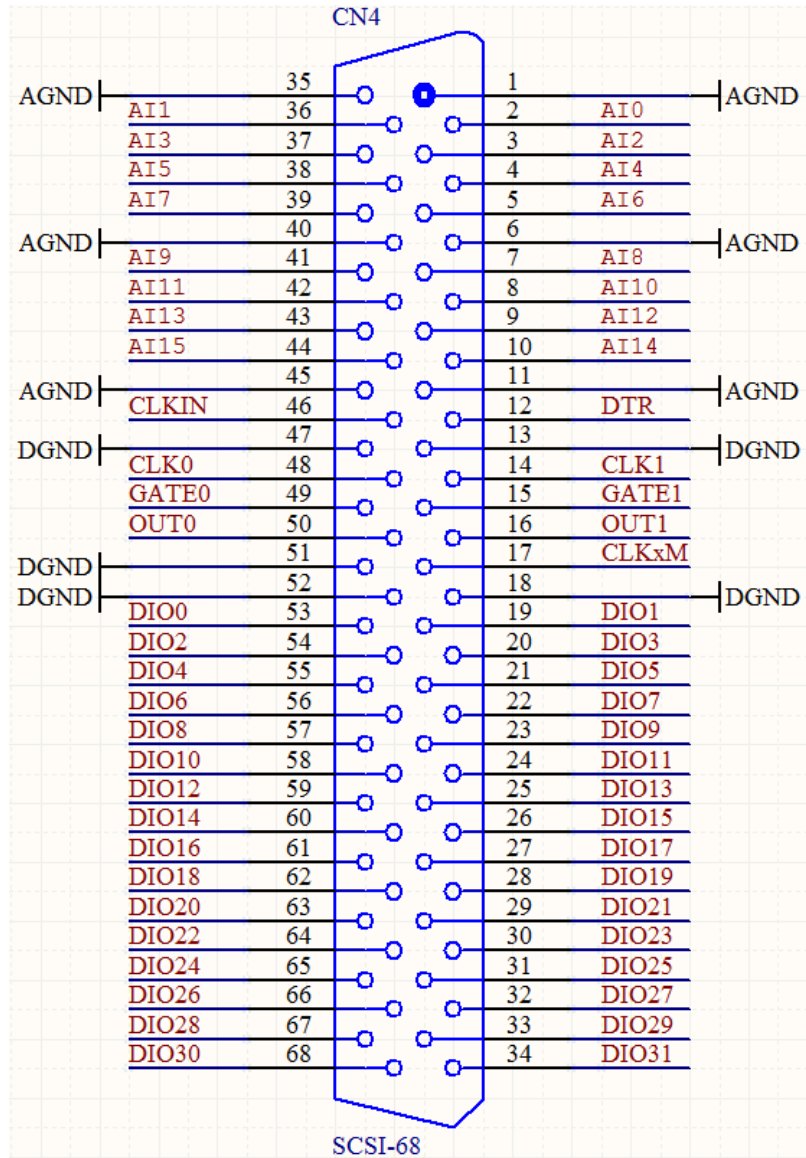 CN4
AGND 35 1 AGND
AI1 36 2 AI0
AI3 37 3 AI2
AI5 38 4 AI4
AI7 39 5 AI6
AGND 40 6 AGND
AI9 41 7 AI8
AI11 42 8 AI10
AI13 43 9 AI12
AI15 44 10 AI14
AGND 45 11 AGND
CLKIN 46 12 DTR
DGND 47 13 DGND
CLK0 48 14 CLK1
GATE0 49 15 GATE1
OUT0 50 16 OUT1
DGND 51 17 CLKxM
DGND 52 18 DGND
DIO0 53 19 DIO1
DIO2 54 20 DIO3
DIO4 55 21 DIO5
DIO6 56 22 DIO7
DIO8 57 23 DIO9
DIO10 58 24 DIO11
DIO12 59 25 DIO13
DIO14 60 26 DIO15
DIO16 61 27 DIO17
DIO18 62 28 DIO19
DIO20 63 29 DIO21
DIO22 64 30 DIO23
DIO24 65 31 DIO25
DIO26 66 32 DIO27
DIO28 67 33 DIO29
DIO30 68 34 DIO31
SCSI-68